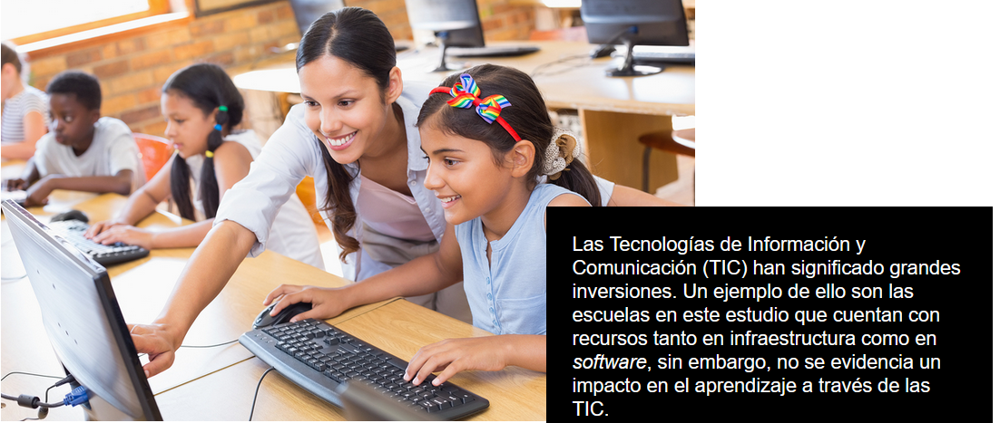 Las Tecnologías de Información y
Comunicación (TIC) han significado grandes
inversiones. Un ejemplo de ello son las
escuelas en este estudio que cuentan con
recursos tanto en infraestructura como en
software, sin embargo, no se evidencia un
impacto en el aprendizaje a través de las
TIC.